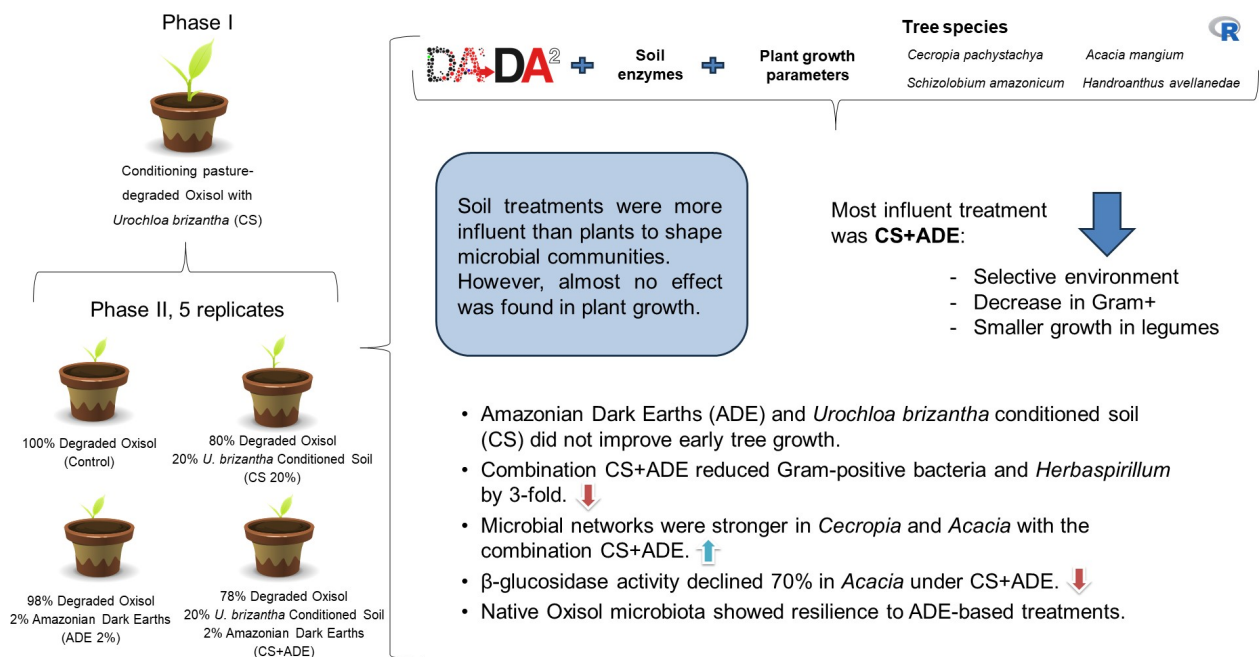 Phase I
Conditioning pasture-
degraded Oxisol with
Urochloa brizantha (CS)
Phase II, 5 replicates
100% Degraded Oxisol
(Control)
80% Degraded Oxisol
20% U. brizantha Conditioned Soil
(CS 20%)
98% Degraded Oxisol
2% Amazonian Dark Earths
(ADE 2%)
78% Degraded Oxisol
20% U. brizantha Conditioned Soil
2% Amazonian Dark Earths
(CS+ADE)
DADA2
Soil
enzymes
Plant growth
parameters
Tree species
Cecropia pachystachya
Acacia mangium
Schizolobium amazonicum
Handroanthus avellanedae
R
Soil treatments were more
influent than plants to shape
microbial communities.
However, almost no effect
was found in plant growth.
Most influent treatment
was CS+ADE:
- Selective environment
- Decrease in Gram+
- Smaller growth in legumes
• Amazonian Dark Earths (ADE) and Urochloa brizantha conditioned soil
(CS) did not improve early tree growth.
• Combination CS+ADE reduced Gram-positive bacteria and Herbaspirillum
by 3-fold.
• Microbial networks were stronger in Cecropia and Acacia with the
combination CS+ADE.
• β-glucosidase activity declined 70% in Acacia under CS+ADE.
• Native Oxisol microbiota showed resilience to ADE-based treatments.